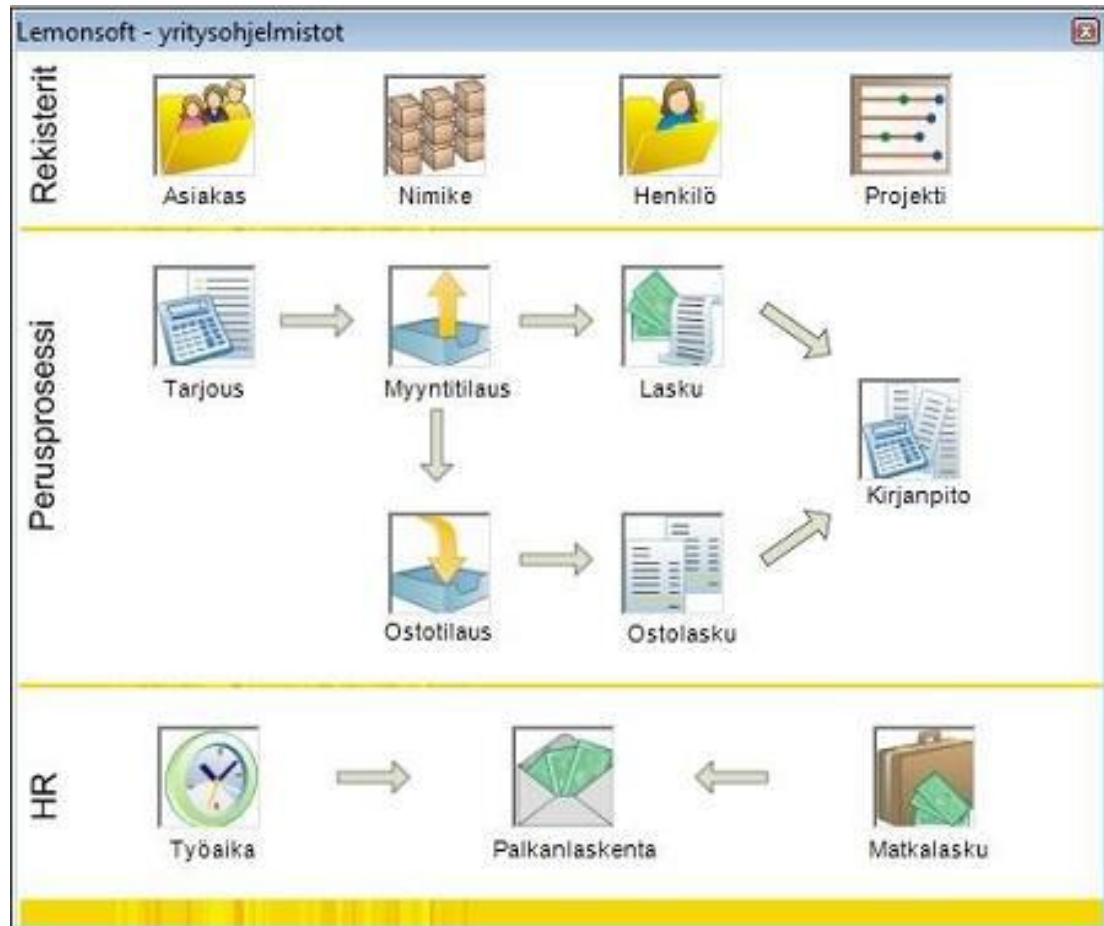 Lemonsoft - yritysohjelmistot
Rekisterit
Asiakas
Nimike
Henkilö
Projekti
Perusprosessi
Tarjous
Myyntitilaus
Lasku
Kirjanpito
Ostotilaus
Ostolasku
HR
Työaika
Palkanlaskenta
Matkalasku